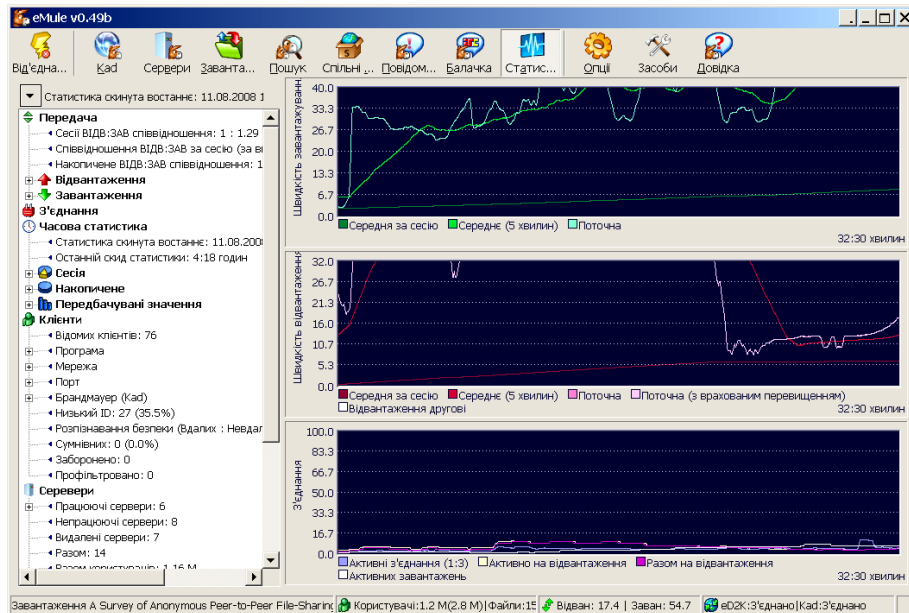 eMule v0.49b
Від'єдна... Kad Сервери Заванта... Пошук Спільні ... Повідом... Балачка Статис... Опції Засоби Довідка
Статистика скинута востаннє: 11.08.2008 1
Передача
Сесії ВІДВ:ЗАВ співвідношення: 1 : 1.29
Співвідношення ВІДВ:ЗАВ за сесію (за ви
Накопичене ВІДВ:ЗАВ співвідношення: 1
Відвантаження
Завантаження
З'єднання
Часова статистика
Статистика скинута востаннє: 11.08.200
Останній скид статистики: 4:18 годин
Сесія
Накопичене
Передбачувані значення
Клієнти
Відомих клієнтів: 76
Програма
Мережа
Порт
Брандмауер (Kad)
Низький ID: 27 (35.5%)
Розпізнавання безпеки (Вдалих : Невдал
Сумнівних: 0 (0.0%)
Заборонено: 0
Профільтровано: 0
Серевери
Працюючі сервери: 6
Непрацюючі сервери: 8
Видалені сервери: 7
Разом: 14
Разом користувачів: 1.16 M
Швидкість завантажуванн
40.0
33.3
26.7
20.0
13.3
6.7
0.0
Середня за сесію Середнє (5 хвилин) Поточна
32:30 хвилин
Швидкість відвантаження
32.0
26.7
21.3
16.0
10.7
5.3
0.0
Середня за сесію Середнє (5 хвилин) Поточна Поточна (з врахованим перевищенням)
Відвантаження другові
32:30 хвилин
З'єднання
100.0
83.3
66.7
50.0
33.3
16.7
0.0
Активні з'єднання (1:3) Активно на відвантаження Разом на відвантаження
Активних завантажень
32:30 хвилин
Завантаження A Survey of Anonymous Peer-to-Peer File-Sharing Користувачі:1.2 M(2.8 M)|Файли:15 Відван: 17.4 | Заван: 54.7 eD2K:З'єднано|Kad:З'єднано